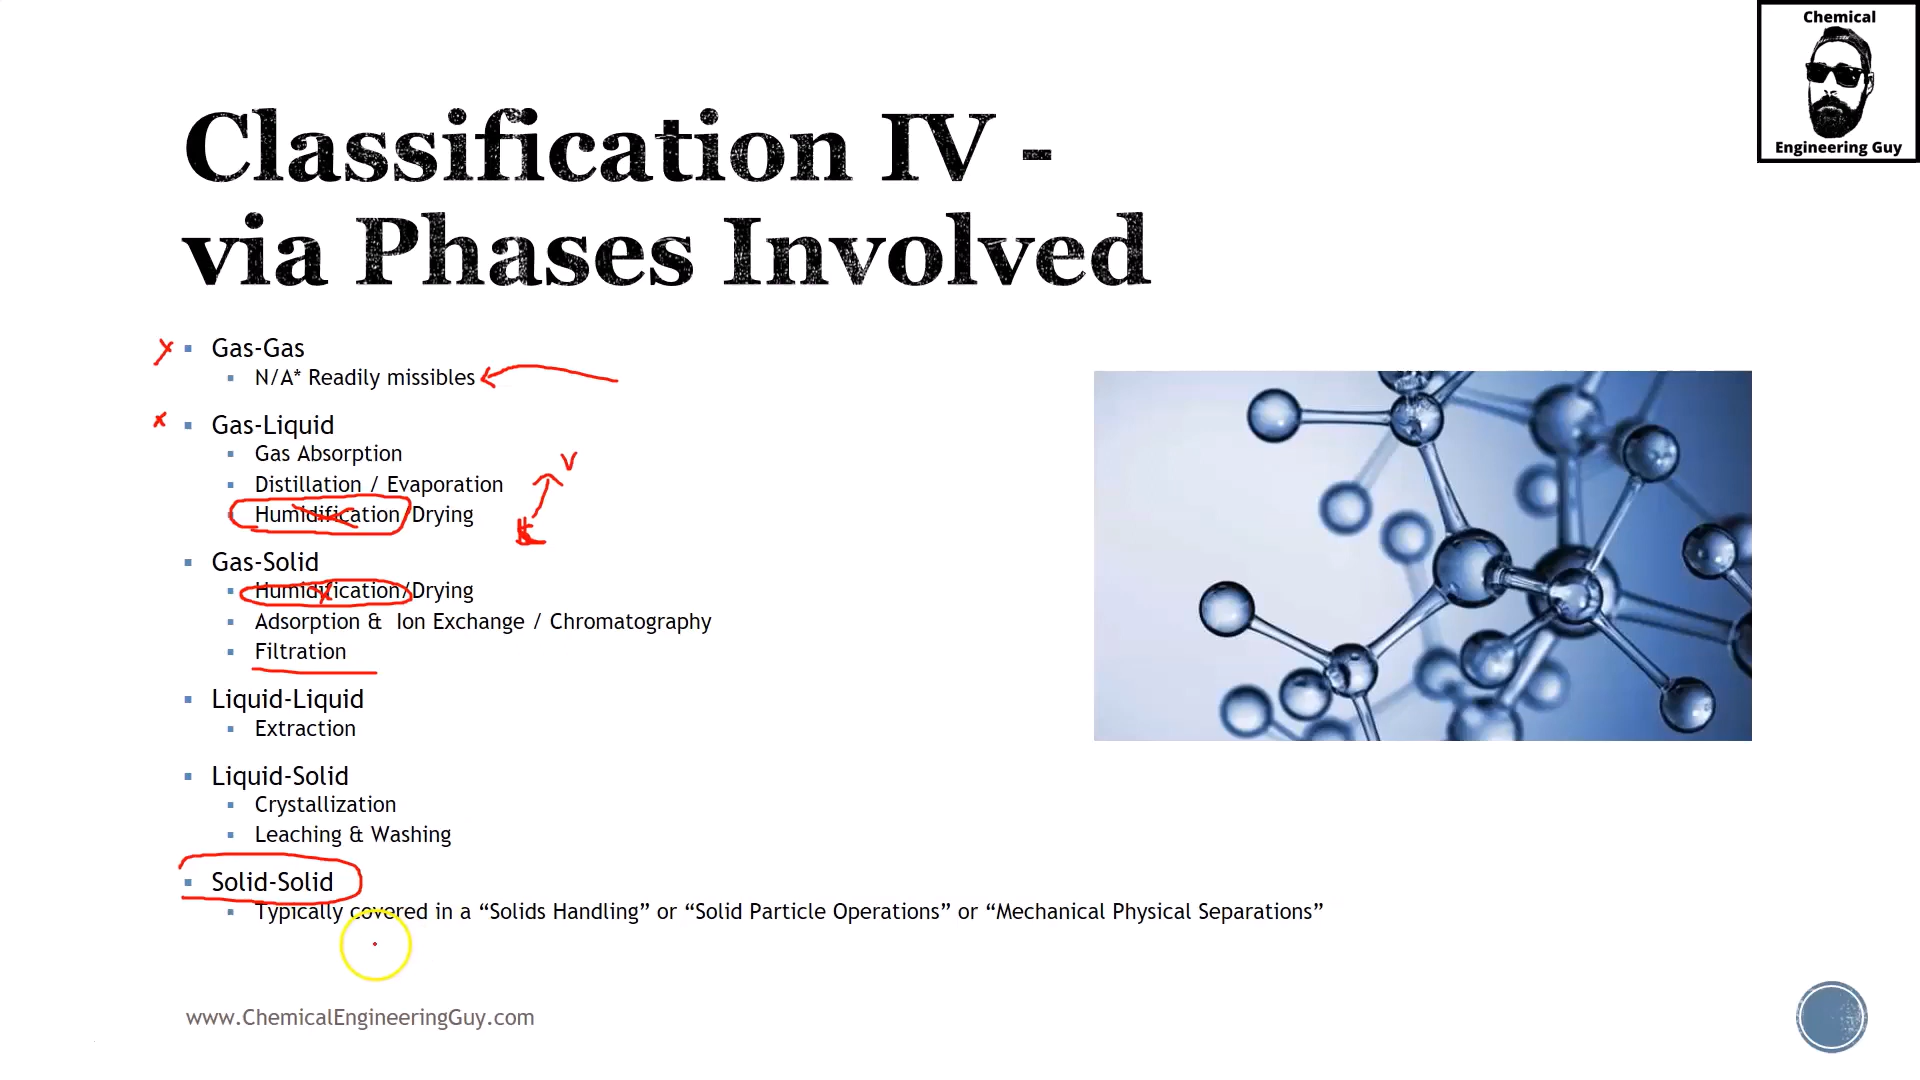 Chemical
Engineering Guy
Classification IV -
via Phases Involved
Gas-Gas
N/A* Readily missibles
Gas-Liquid
Gas Absorption
Distillation / Evaporation
V
Humidification/Drying
L
Gas-Solid
Humidification/Drying
Adsorption & Ion Exchange / Chromatography
Filtration
Liquid-Liquid
Extraction
Liquid-Solid
Crystallization
Leaching & Washing
Solid-Solid
Typically covered in a “Solids Handling” or “Solid Particle Operations” or “Mechanical Physical Separations”
www.ChemicalEngineeringGuy.com